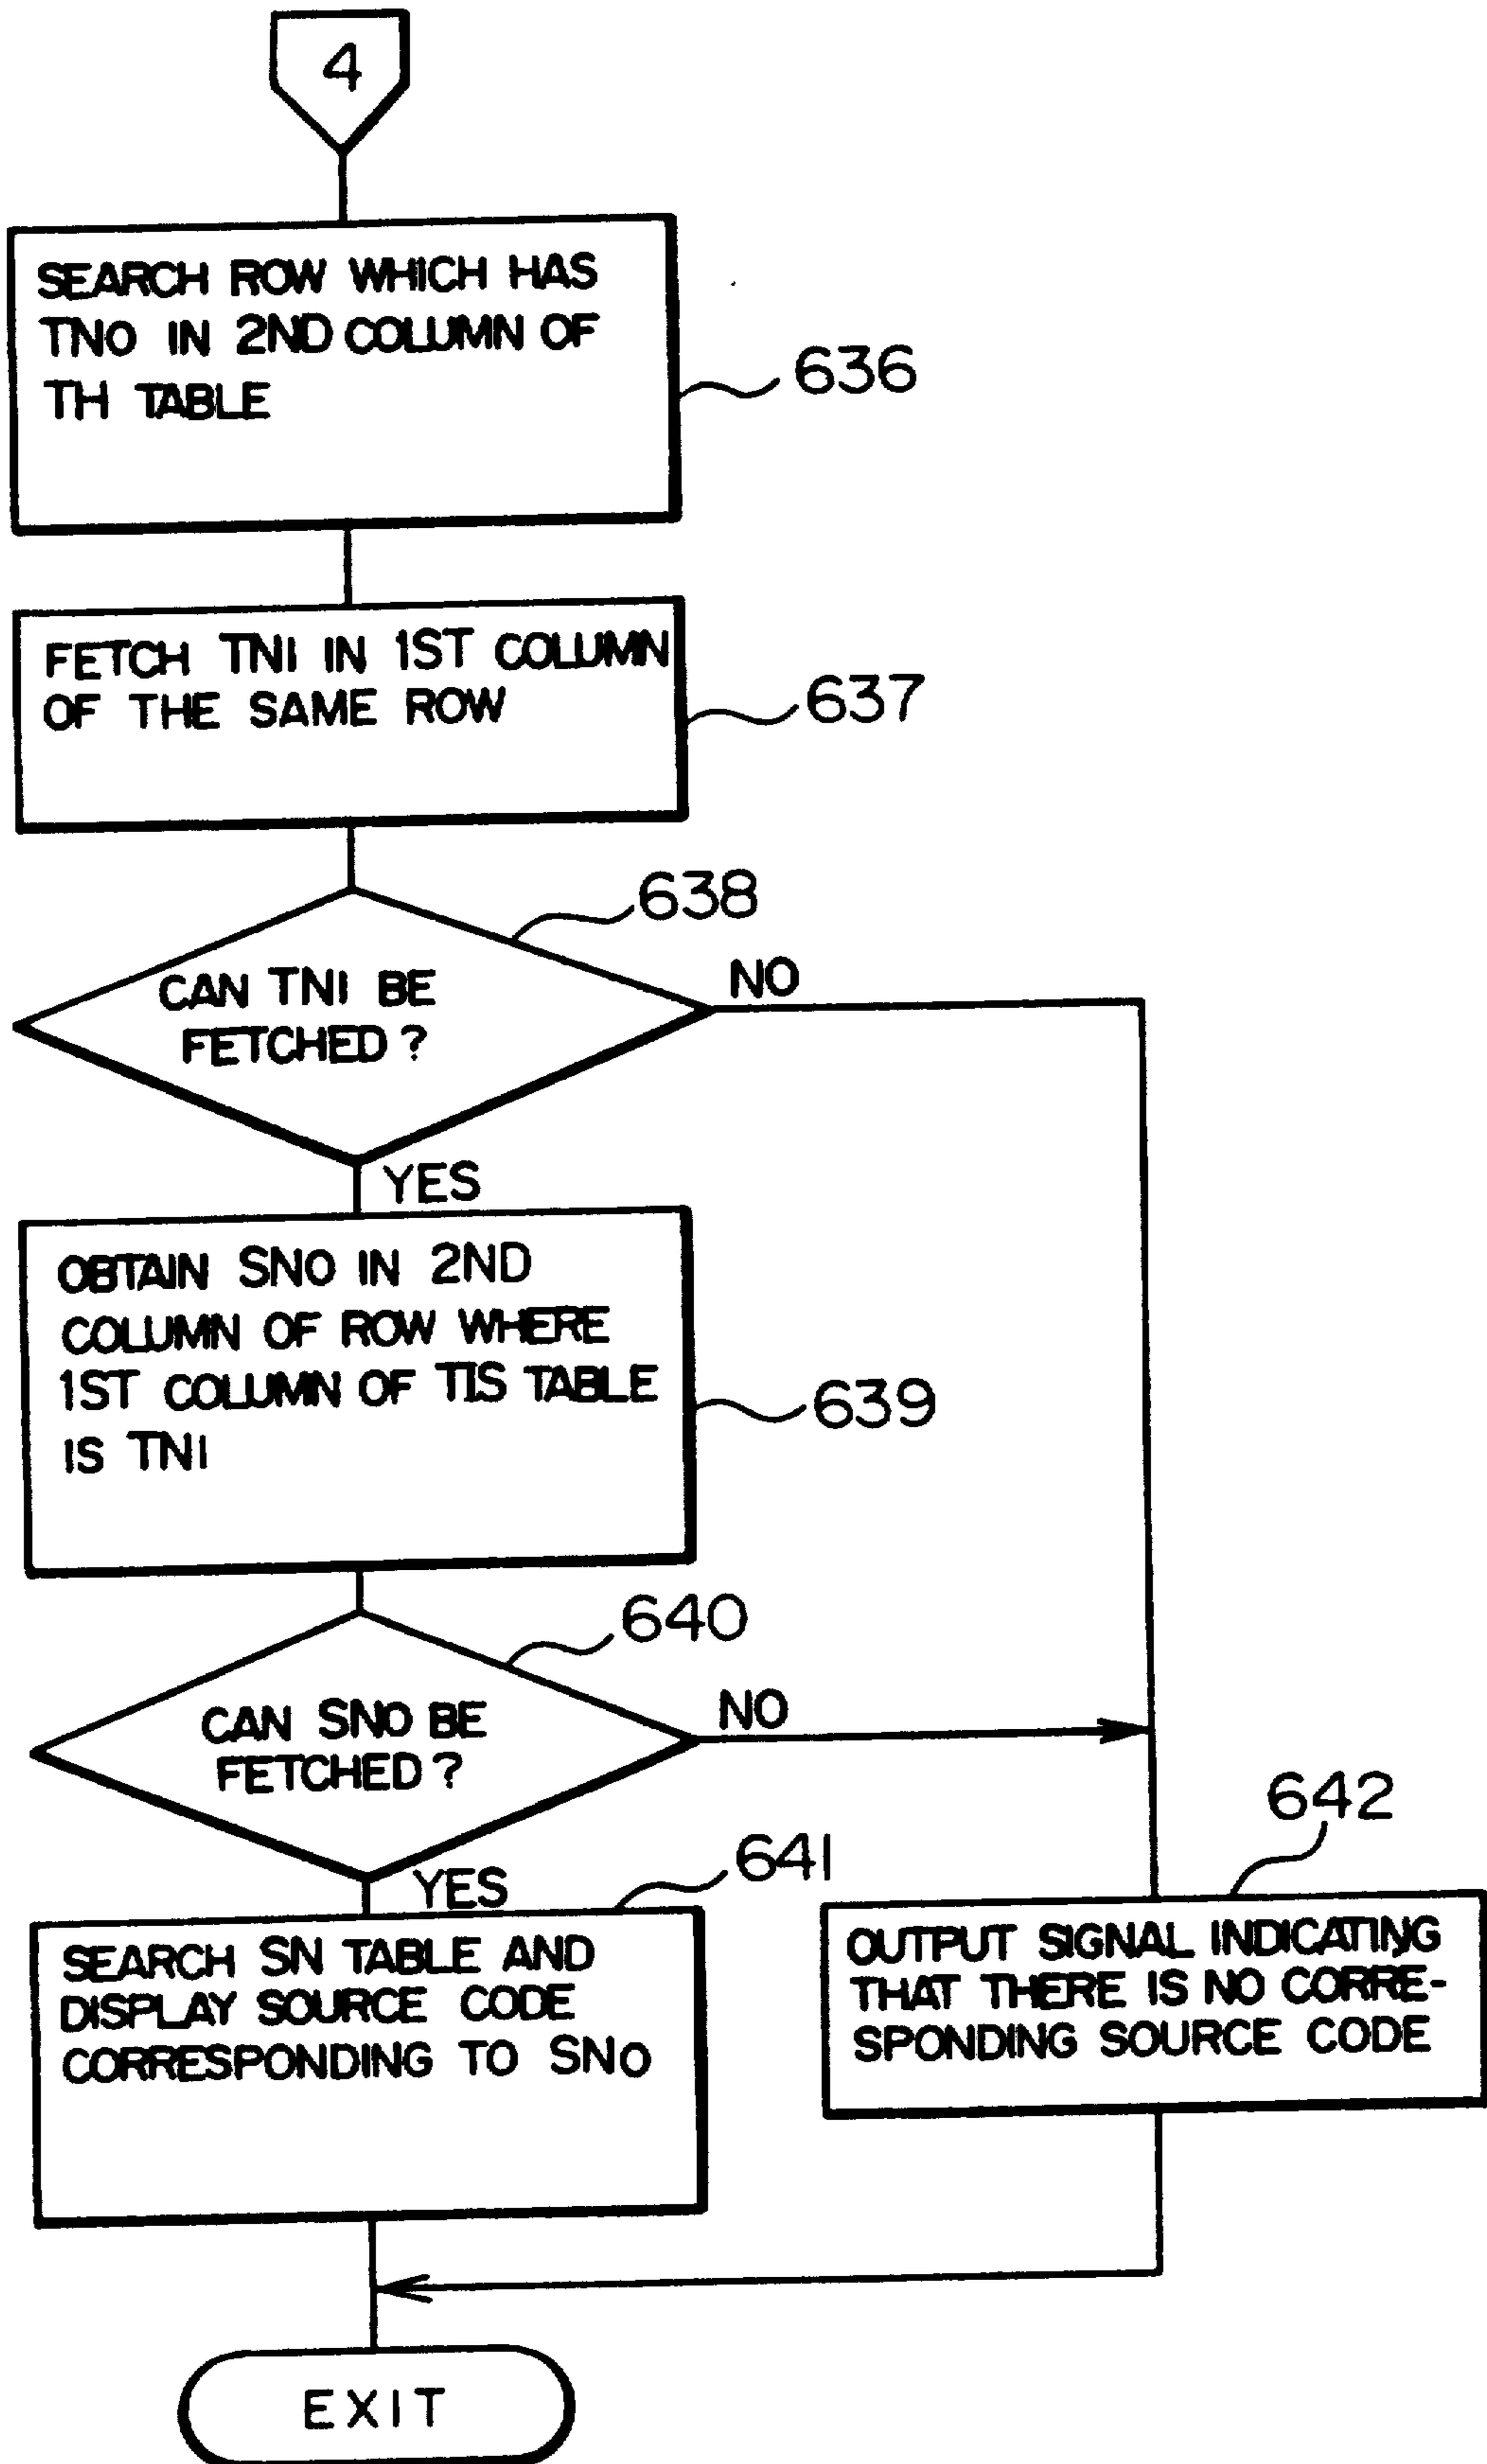 4
SEARCH ROW WHICH HAS
TNO IN 2ND COLUMN OF
TH TABLE
636
FETCH TNI IN 1ST COLUMN
OF THE SAME ROW
637
638
CAN TNI BE
FETCHED?
NO
YES
OBTAIN SNO IN 2ND
COLUMN OF ROW WHERE
1ST COLUMN OF TIS TABLE
IS TNI
639
640
CAN SNO BE
FETCHED?
NO
YES
641
642
SEARCH SN TABLE AND
DISPLAY SOURCE CODE
CORRESPONDING TO SNO
OUTPUT SIGNAL INDICATING
THAT THERE IS NO CORRE-
SPONDING SOURCE CODE
EXIT